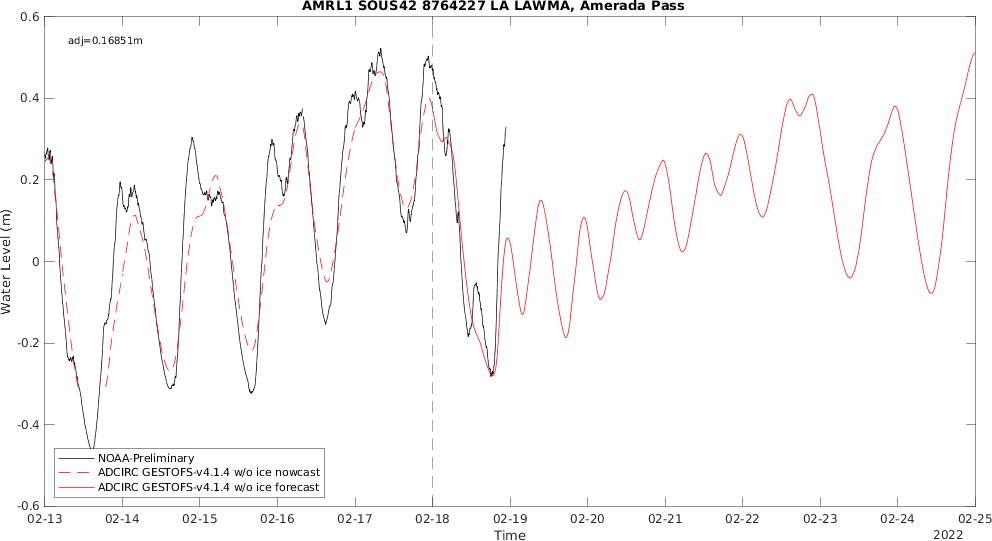 AMRL1 SOUS42 8764227 LA LAWMA, Amerada Pass
adj=0.16851m
0.6
0.4
0.2
0
-0.2
-0.4
-0.6
Water Level (m)
NOAA-Preliminary
ADCIRC GESTOFS-v4.1.4 w/o ice nowcast
ADCIRC GESTOFS-v4.1.4 w/o ice forecast
02-13 02-14 02-15 02-16 02-17 02-18 02-19 02-20 02-21 02-22 02-23 02-24 02-25
Time
2022